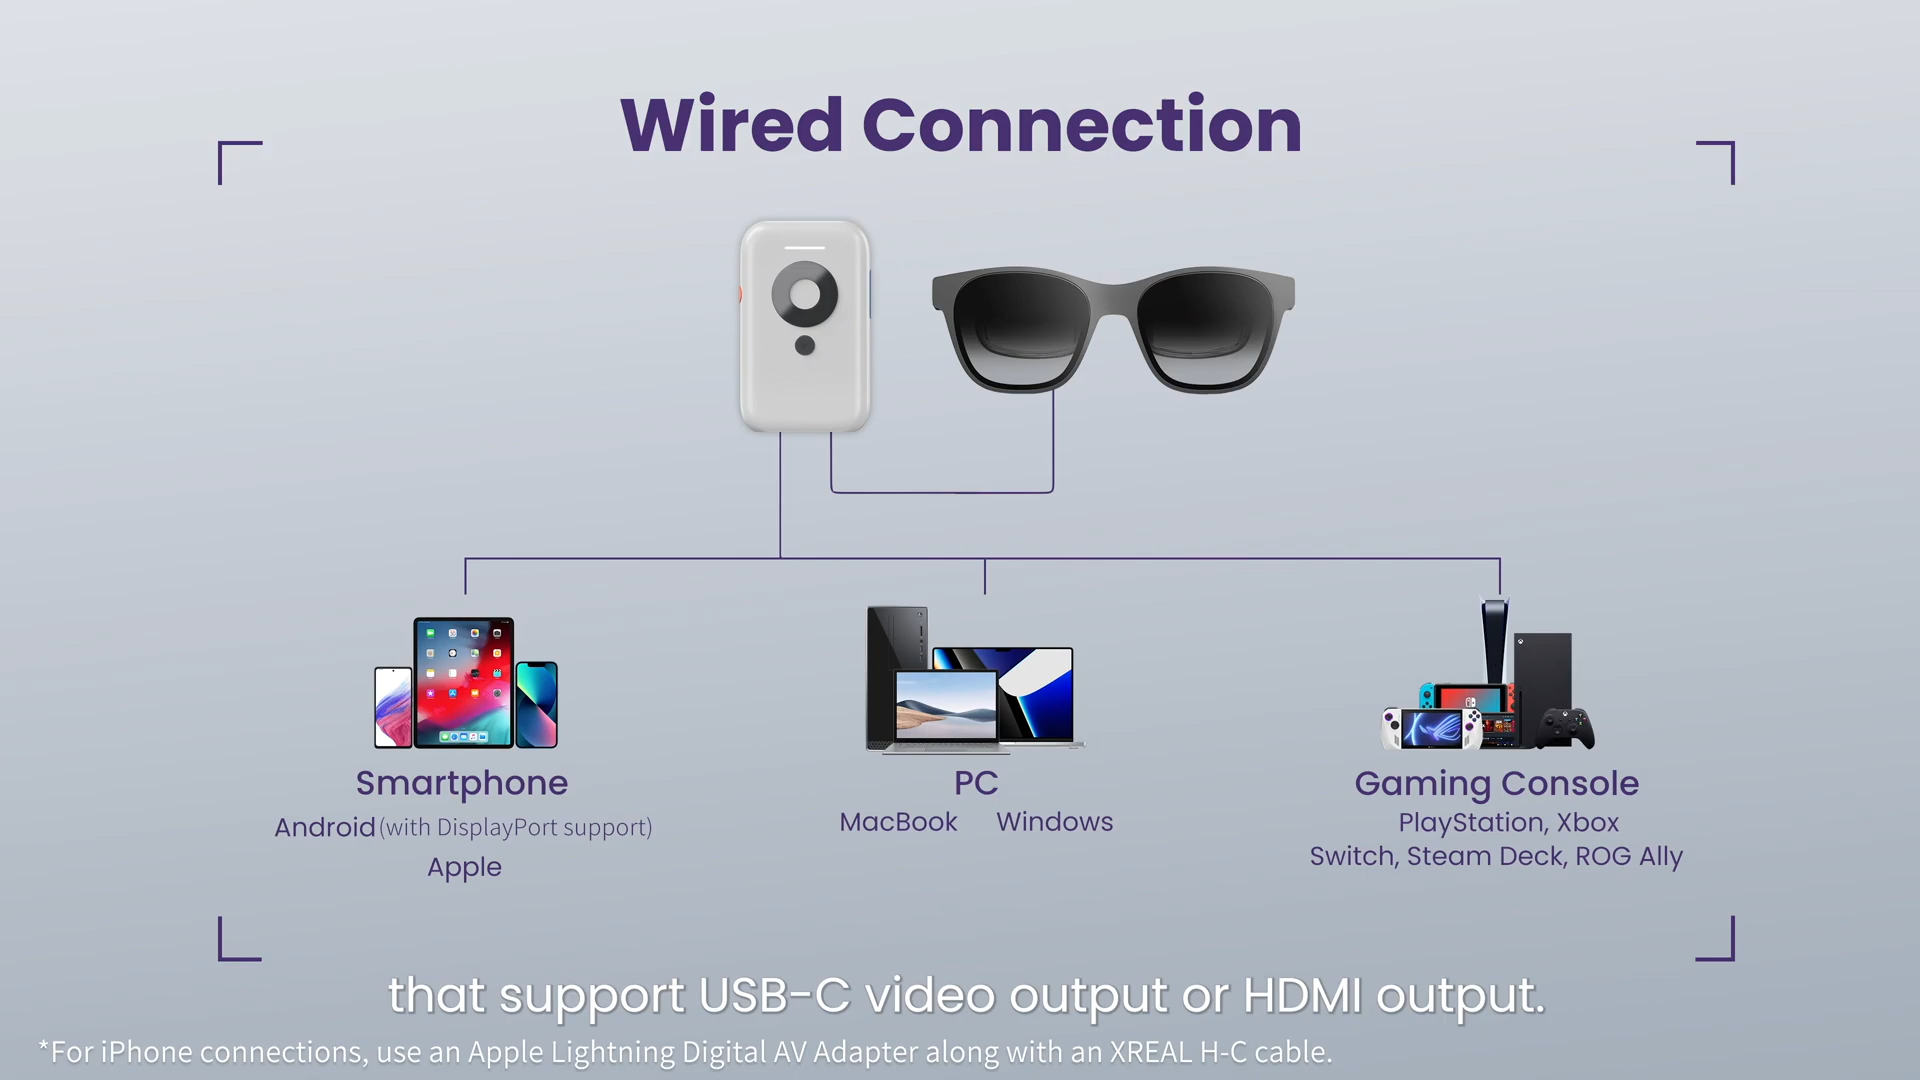 Wired Connection
Smartphone
Android (with DisplayPort support)
Apple
PC
MacBook Windows
Gaming Console
PlayStation, Xbox
Switch, Steam Deck, ROG Ally
that support USB-C video output or HDMI output.
*For iPhone connections, use an Apple Lightning Digital AV Adapter along with an XREAL H-C cable.